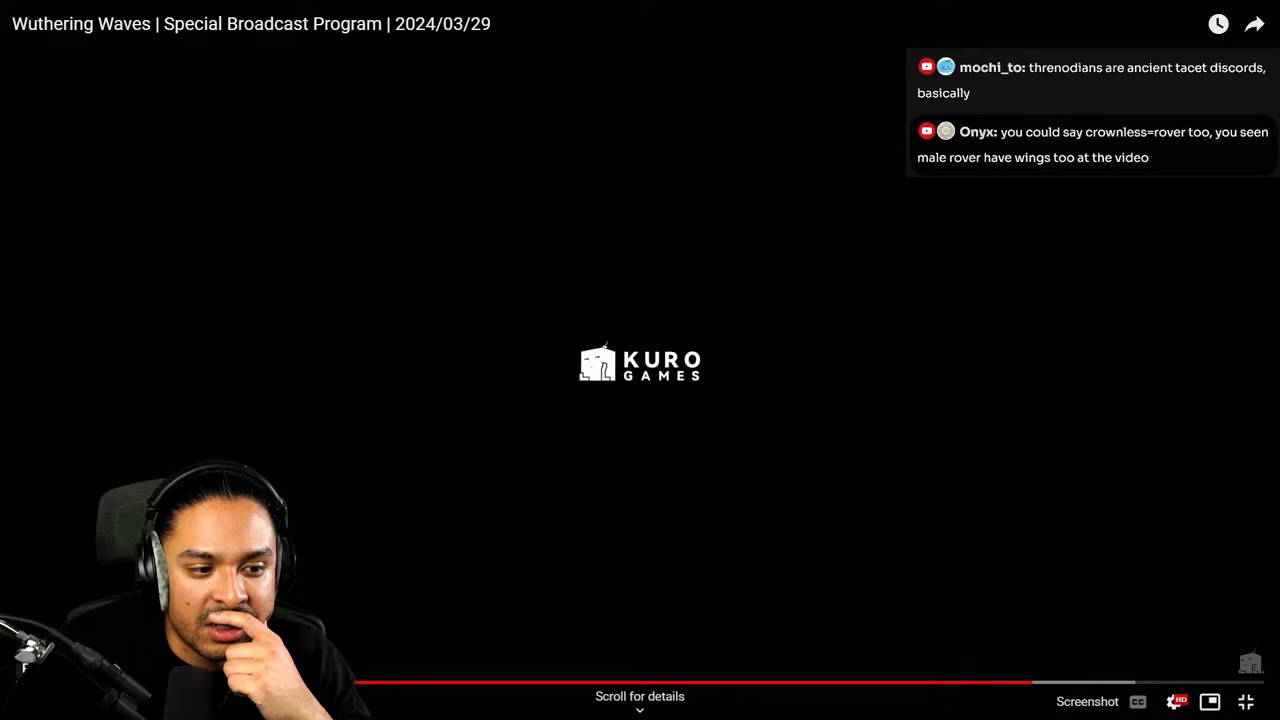 Wuthering Waves | Special Broadcast Program | 2024/03/29
mochi_to: threnodians are ancient tacet discords,
basically
Onyx: you could say crownless=rover too, you seen
male rover have wings too at the video
KURO
GAMES
Scroll for details
Screenshot
CC
HD